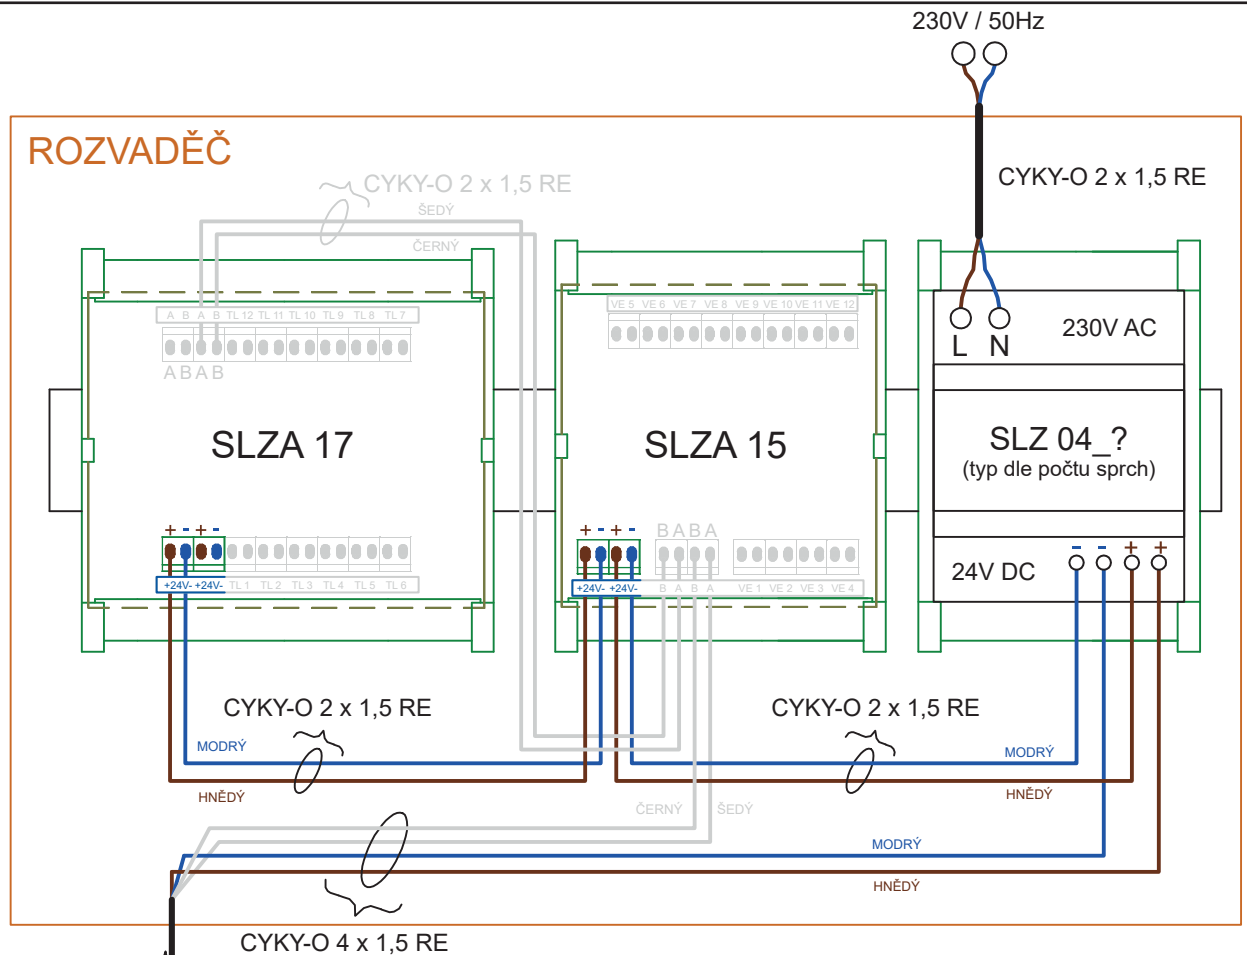 230V / 50Hz
ROZVADĚČ
CYKY-O 2 x 1,5 RE
CYKY-O 2 x 1,5 RE
ŠEDÝ
ČERNÝ
A B A B TL 12 TL 11 TL 10 TL 9 TL 8 TL 7
A B A B
VE 5 VE 6 VE 7 VE 8 VE 9 VE 10 VE 11 VE 12
L N
230V AC
SLZA 17
SLZA 15
SLZ 04_?
(typ dle počtu sprch)
+ - + -
+24V- +24V- TL 1 TL 2 TL 3 TL 4 TL 5 TL 6
+ - + - B A B A
+24V- +24V- B A B A VE 1 VE 2 VE 3 VE 4
- - + +
24V DC
CYKY-O 2 x 1,5 RE
CYKY-O 2 x 1,5 RE
MODRÝ
MODRÝ
HNĚDÝ
HNĚDÝ
ČERNÝ ŠEDÝ
MODRÝ
HNĚDÝ
CYKY-O 4 x 1,5 RE